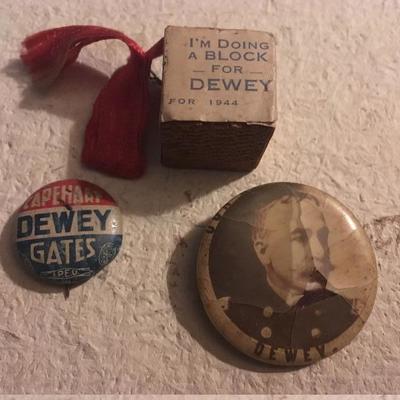 I'M DOING
A BLOCK
— FOR —
DEWEY
FOR 1944
CAPEHART
DEWEY
GATES
DEWEY.